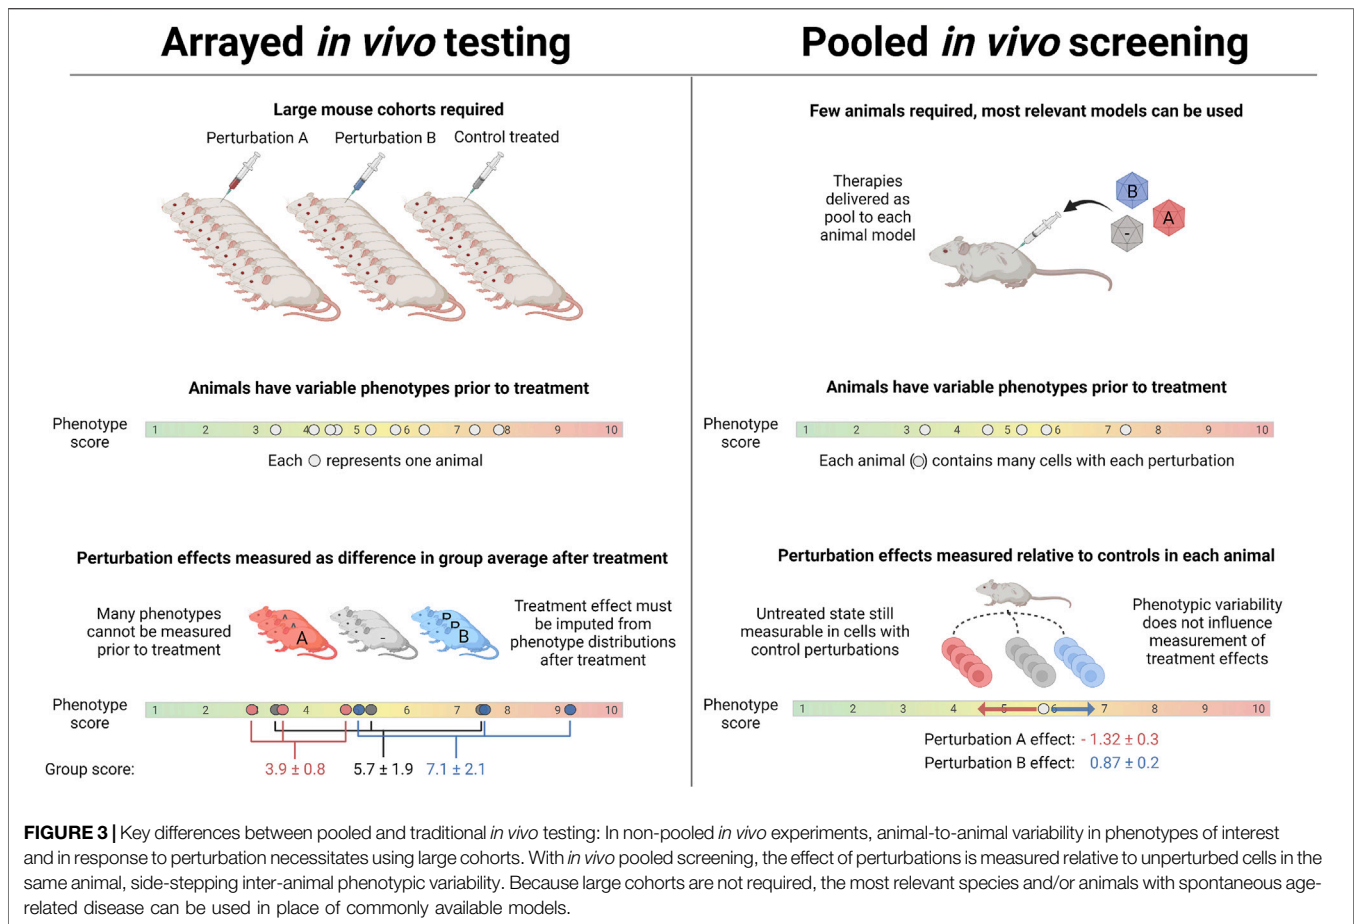 Arrayed in vivo testing
Large mouse cohorts required
Perturbation A
Perturbation B
Control treated
Animals have variable phenotypes prior to treatment
Phenotype
score
1 2 3 4 5 6 7 8 9 10
Each represents one animal
Perturbation effects measured as difference in group average after treatment
Many phenotypes
cannot be measured
prior to treatment
A A A
-
B B B
Treatment effect must
be imputed from
phenotype distributions
after treatment
Phenotype
score
1 2 3 4 6 7 8 9 10
Group score:
3.9 ± 0.8
5.7 ± 1.9
7.1 ± 2.1
Pooled in vivo screening
Few animals required, most relevant models can be used
Therapies
delivered as
pool to each
animal model
B
A
-
Animals have variable phenotypes prior to treatment
Phenotype
score
1 2 3 4 5 6 7 8 9 10
Each animal ( ) contains many cells with each perturbation
Perturbation effects measured relative to controls in each animal
Untreated state still
measurable in cells with
control perturbations
Phenotypic variability
does not influence
measurement of
treatment effects
Phenotype
score
1 2 3 4 5 6 7 8 9 10
Perturbation A effect: - 1.32 ± 0.3
Perturbation B effect: 0.87 ± 0.2
FIGURE 3 | Key differences between pooled and traditional in vivo testing: In non-pooled in vivo experiments, animal-to-animal variability in phenotypes of interest
and in response to perturbation necessitates using large cohorts. With in vivo pooled screening, the effect of perturbations is measured relative to unperturbed cells in the
same animal, side-stepping inter-animal phenotypic variability. Because large cohorts are not required, the most relevant species and/or animals with spontaneous age-
related disease can be used in place of commonly available models.